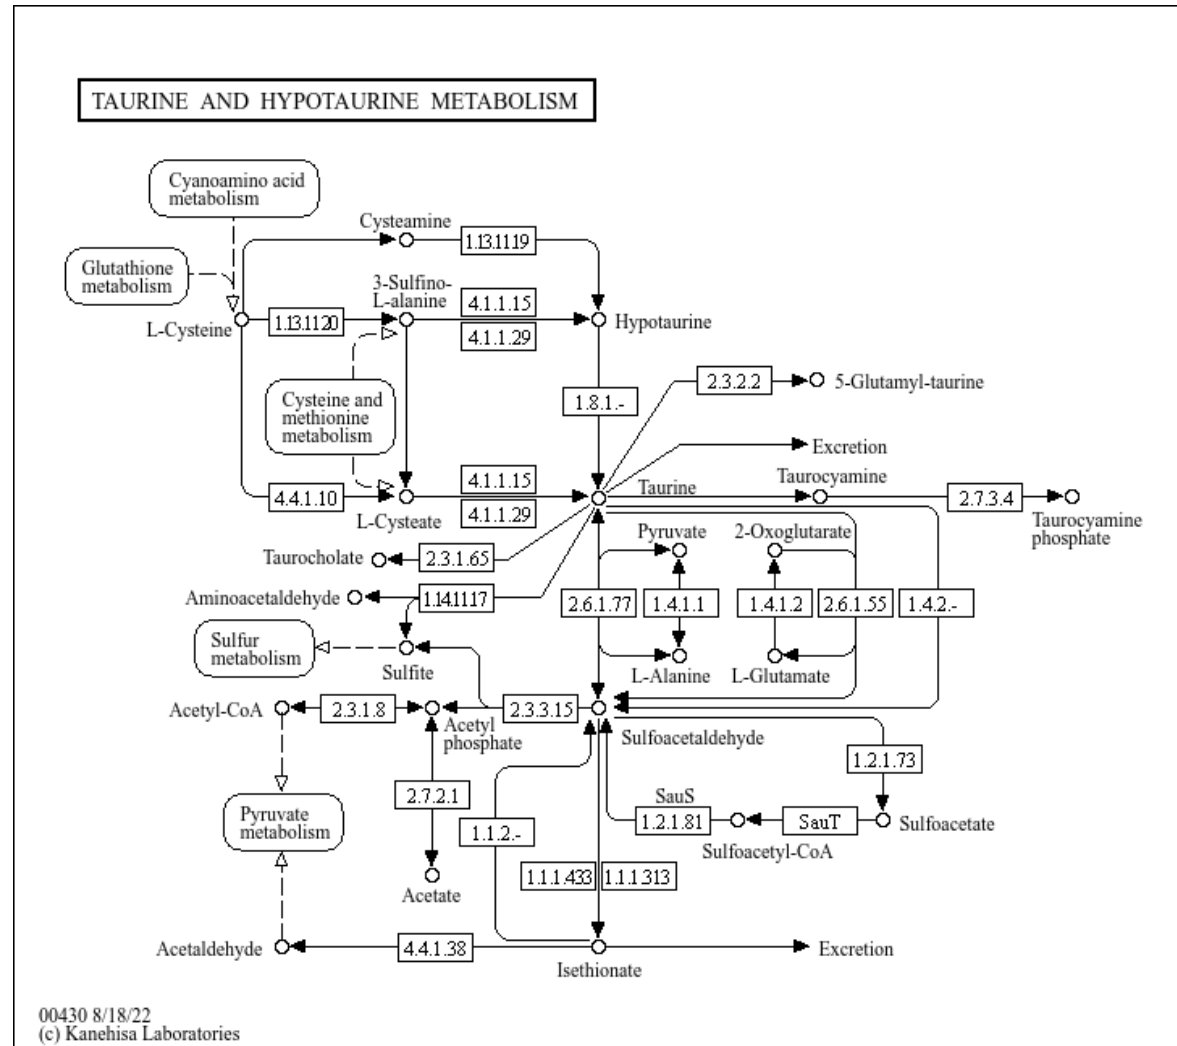 TAURINE AND HYPOTAURINE METABOLISM
Cyanoamino acid
metabolism
Glutathione
metabolism
Cysteamine
1.13.1119
3-Sulfino-
L-alanine
4.1.1.15
4.1.1.29
L-Cysteine
1.13.1120
Hypotaurine
Cysteine and
methionine
metabolism
1.8.1.-
2.3.2.2
5-Glutamyl-taurine
Excretion
4.4.1.10
L-Cysteate
4.1.1.15
4.1.1.29
Taurine
Taurocyamine
2.7.3.4
Taurocyamine
phosphate
Taurocholate
2.3.1.65
Pyruvate
2-Oxoglutarate
Aminoacetaldehyde
1.14.1117
2.6.1.77
1.4.1.1
1.4.1.2
2.6.1.55
1.4.2.-
Sulfur
metabolism
Sulfite
L-Alanine
L-Glutamate
Acetyl-CoA
2.3.1.8
Acetyl
phosphate
2.3.3.15
Sulfoacetaldehyde
1.2.1.73
2.7.2.1
Pyruvate
metabolism
1.1.2.-
SauS
1.2.1.81
SauT
Sulfoacetate
Sulfoacetyl-CoA
1.1.1.433
1.1.1.313
Acetate
Acetaldehyde
4.4.1.38
Isethionate
Excretion
00430 8/18/22
(c) Kanehisa Laboratories